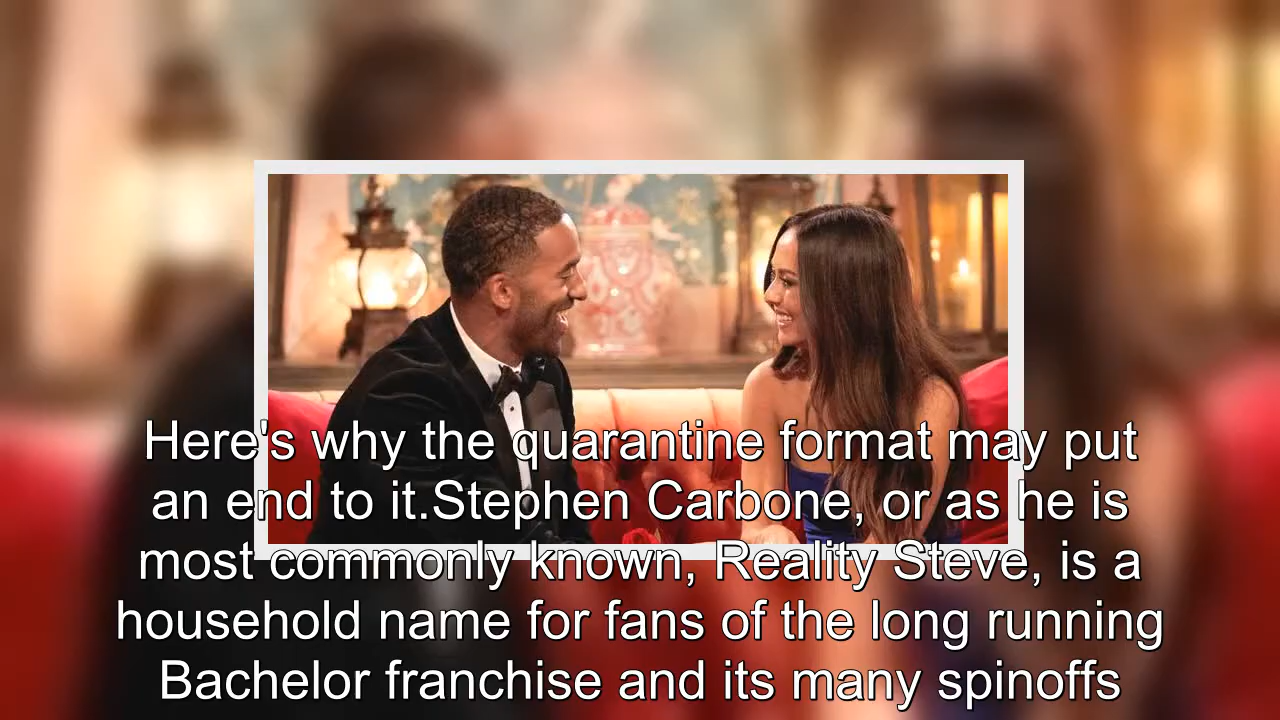 Here's why the quarantine format may put
an end to it.Stephen Carbone, or as he is
most commonly known, Reality Steve, is a
household name for fans of the long running
Bachelor franchise and its many spinoffs